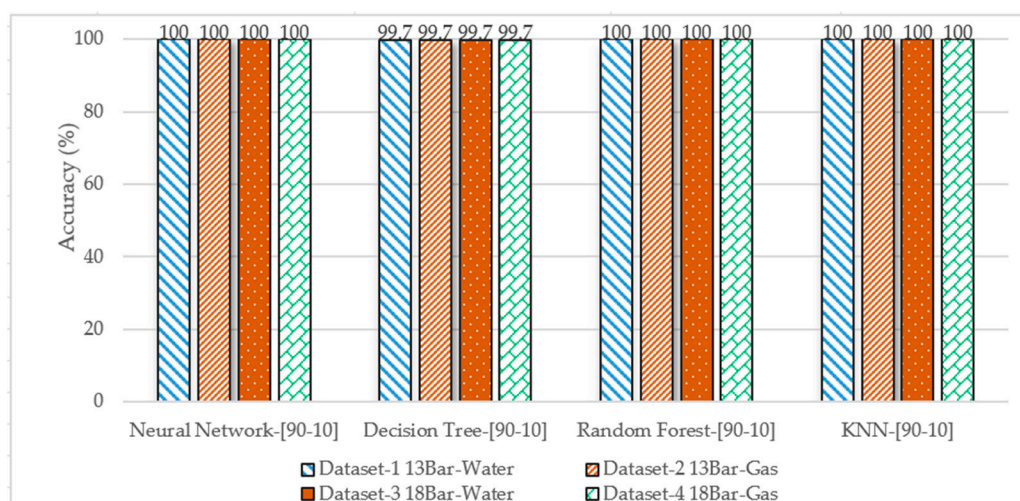 100 100 100 100 99.7 99.7 99.7 99.7 100 100 100 100 100 100 100 100
100
80
60
40
20
0
Accuracy (%)
Neural Network-[90-10] Decision Tree-[90-10] Random Forest-[90-10] KNN-[90-10]
Dataset-1 13Bar-Water Dataset-2 13Bar-Gas
Dataset-3 18Bar-Water Dataset-4 18Bar-Gas